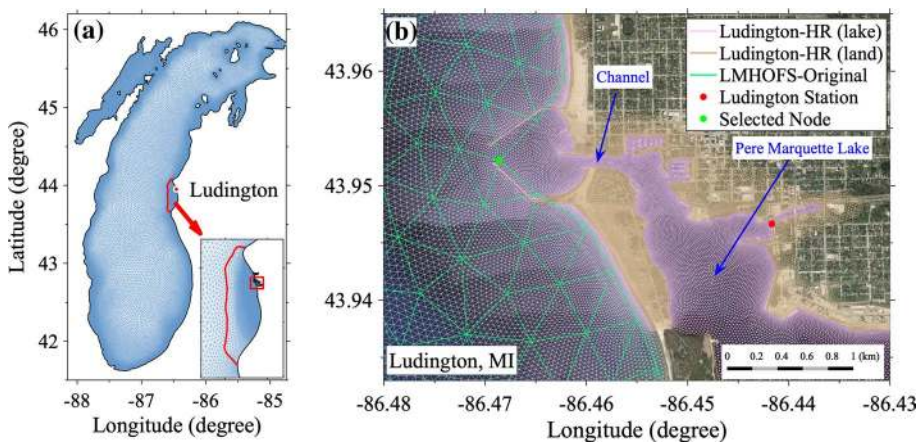 (a)
46
45
44
43
42
Latitude (degree)
Ludington
-88
-87
-86
-85
Longitude (degree)
(b)
43.96
43.95
43.94
Channel
Ludington-HR (lake)
Ludington-HR (land)
LMHOFS-Original
Ludington Station
Selected Node
Pere Marquette Lake
Ludington, MI
0 0.2 0.4 0.6 0.8 1 (km)
-86.48
-86.47
-86.46
-86.45
-86.44
-86.43
Longitude (degree)